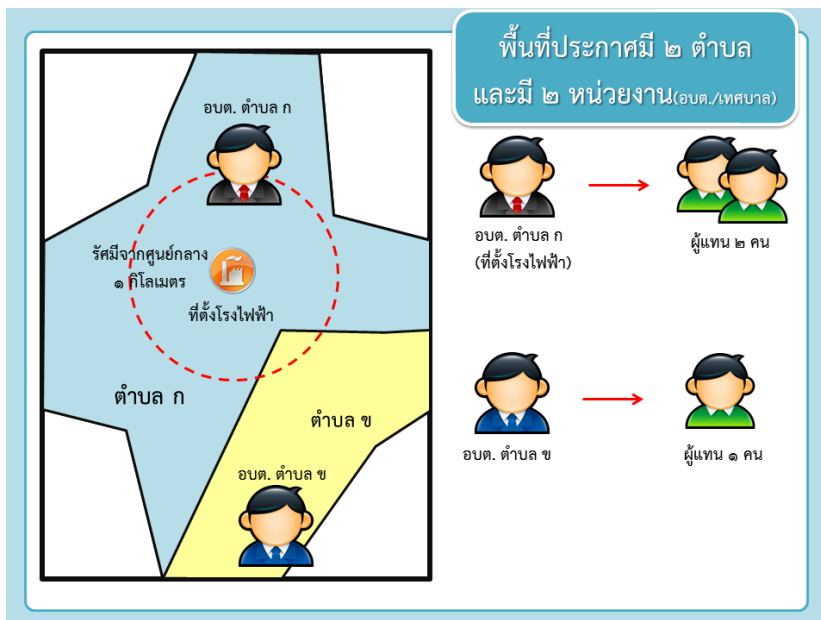 พื้นที่ประกาศมี ๒ ตำบล
และมี ๒ หน่วยงาน(อบต./เทศบาล)
อบต. ตำบล ก
รัศมีจากศูนย์กลาง
๑ กิโลเมตร
ที่ตั้งโรงไฟฟ้า
ตำบล ก
ตำบล ข
อบต. ตำบล ข
อบต. ตำบล ก
(ที่ตั้งโรงไฟฟ้า)
ผู้แทน ๒ คน
อบต. ตำบล ข
ผู้แทน ๑ คน